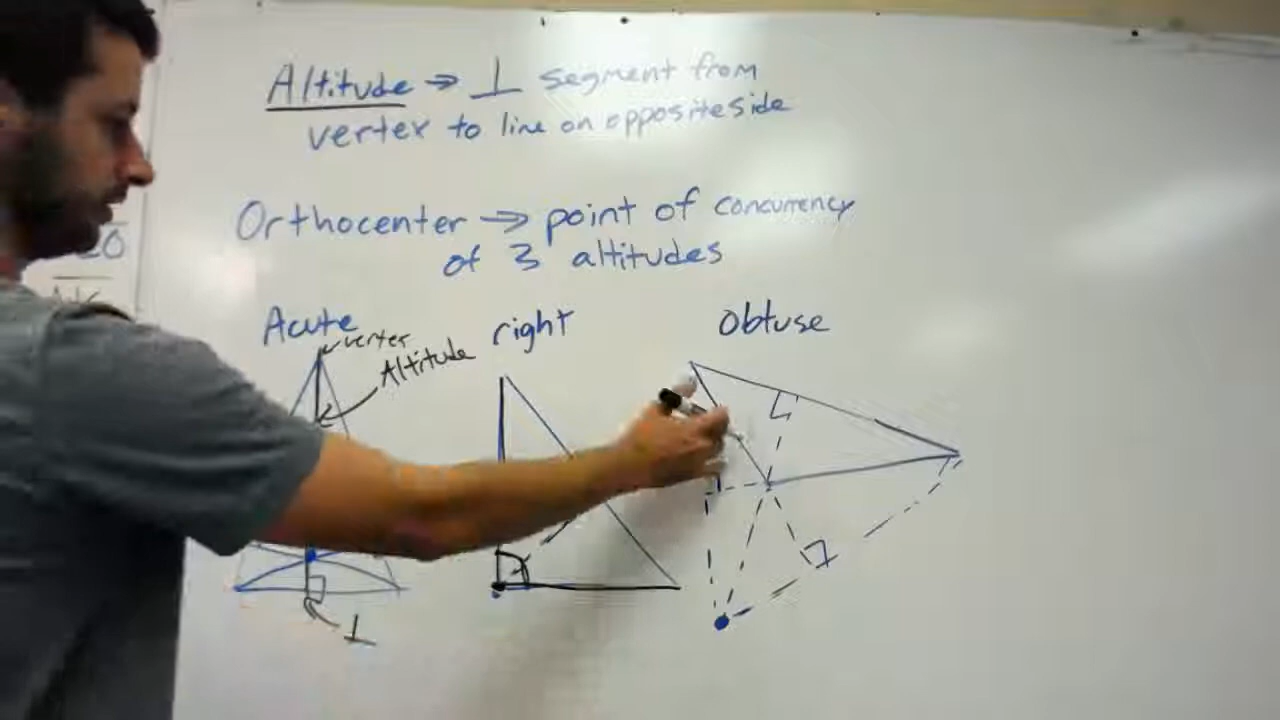 Altitude → ⊥ segment from
vertex to line on opposite side
Orthocenter → point of concurrency
of 3 altitudes
Acute right Obtuse
vertex
Altitude
⊥